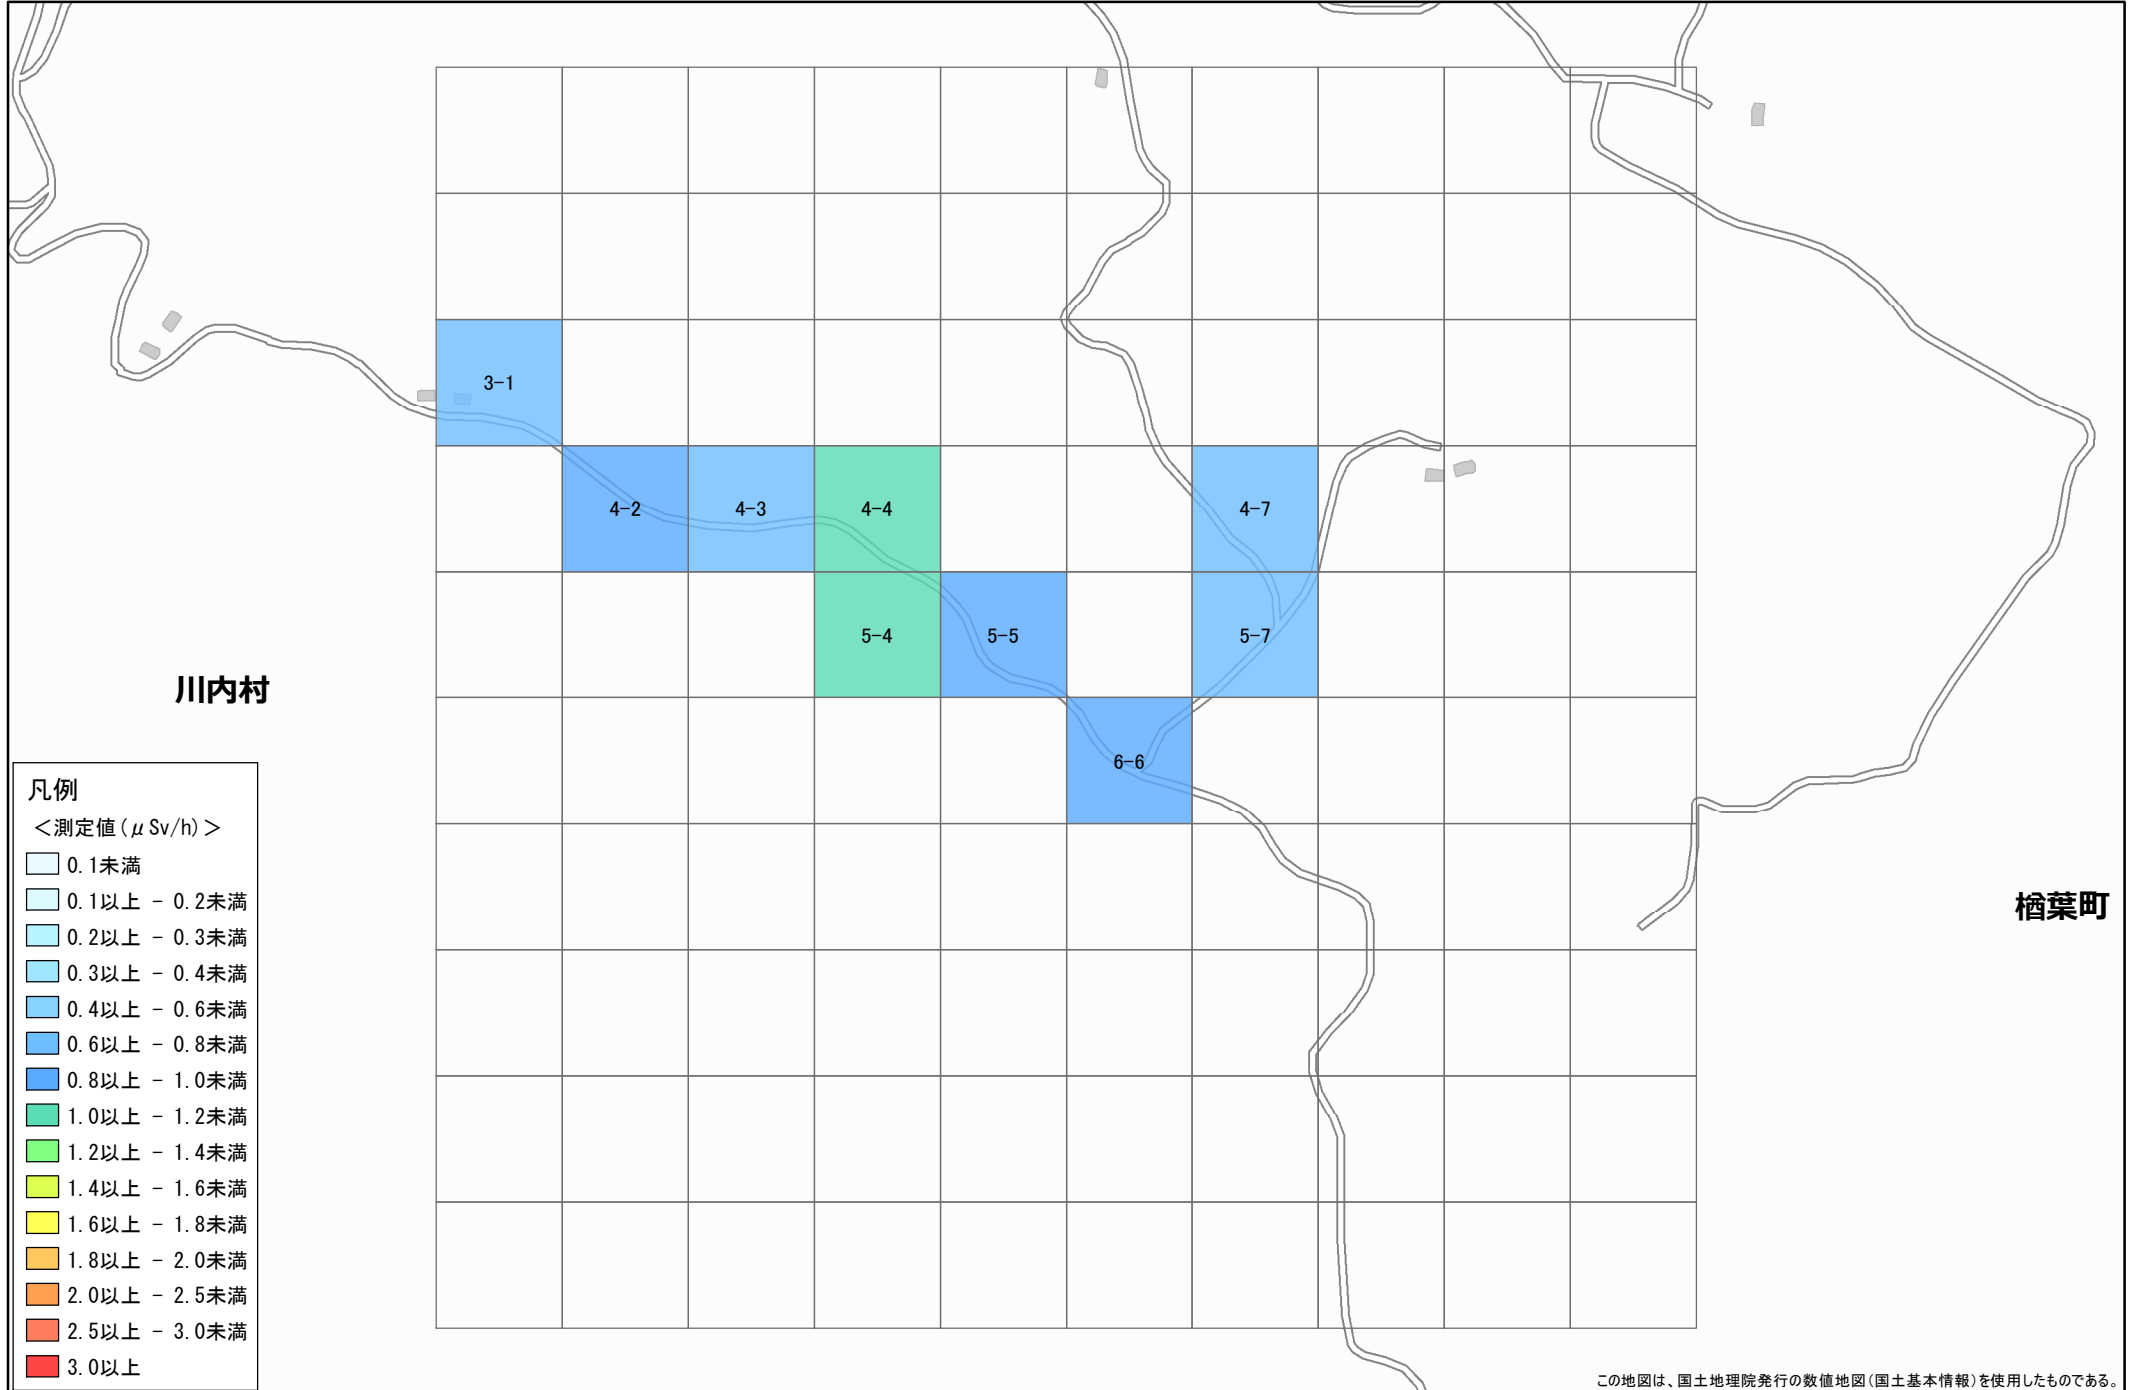 3-1
4-2
4-3
4-4
4-7
5-4
5-5
5-7
6-6
川内村
楢葉町
凡例
＜測定値(μSv/h)＞
0.1未満
0.1以上 - 0.2未満
0.2以上 - 0.3未満
0.3以上 - 0.4未満
0.4以上 - 0.6未満
0.6以上 - 0.8未満
0.8以上 - 1.0未満
1.0以上 - 1.2未満
1.2以上 - 1.4未満
1.4以上 - 1.6未満
1.6以上 - 1.8未満
1.8以上 - 2.0未満
2.0以上 - 2.5未満
2.5以上 - 3.0未満
3.0以上
この地図は、国土地理院発行の数値地図(国土基本情報)を使用したものである。